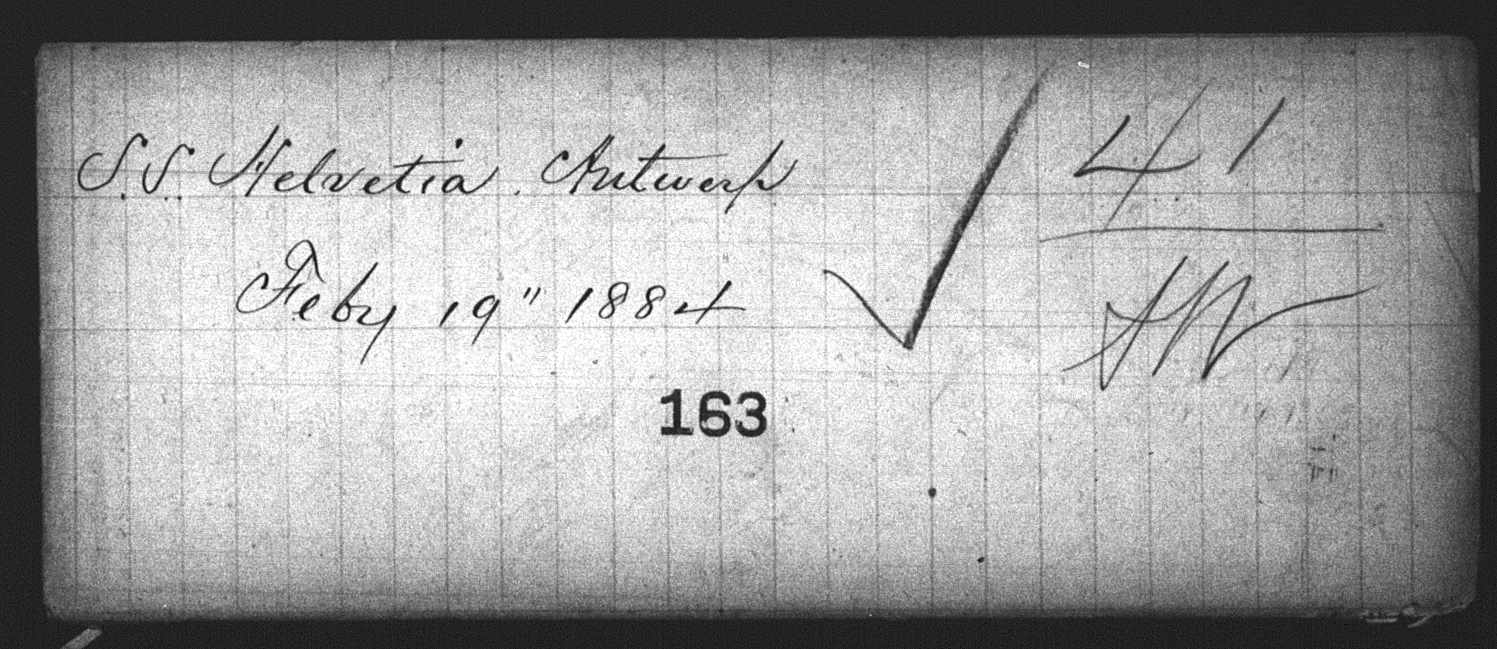 S.S. Helvetia. Antwerp
Feby 19" 1884
163
41